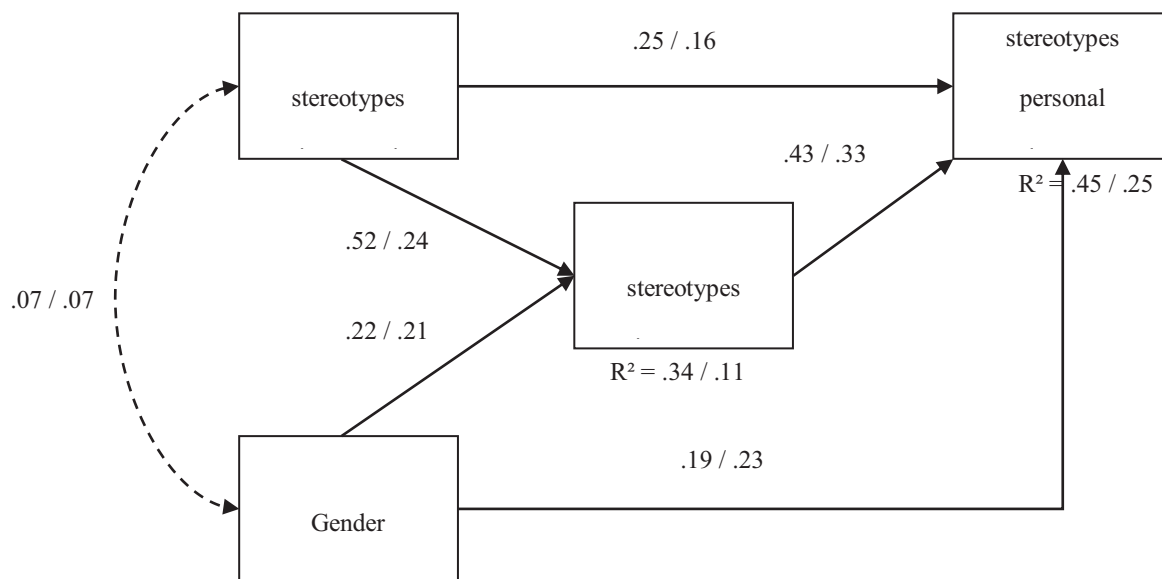 stereotypes
.25 / .16
stereotypes
personal
R² = .45 / .25
.43 / .33
.52 / .24
stereotypes
R² = .34 / .11
.07 / .07
.22 / .21
.19 / .23
Gender